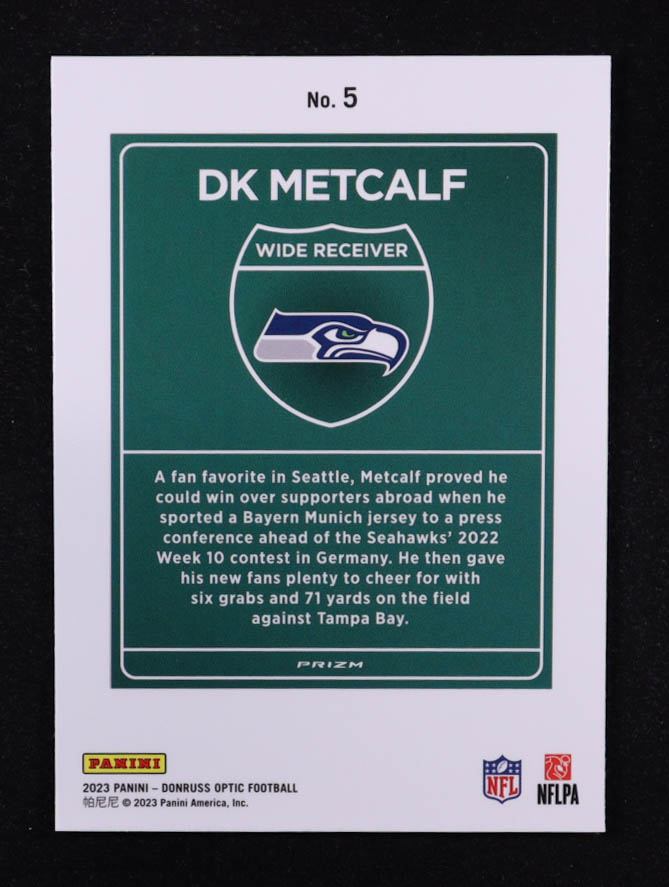 No. 5
DK METCALF
WIDE RECEIVER
A fan favorite in Seattle, Metcalf proved he
could win over supporters abroad when he
sported a Bayern Munich jersey to a press
conference ahead of the Seahawks' 2022
Week 10 contest in Germany. He then gave
his new fans plenty to cheer for with
six grabs and 71 yards on the field
against Tampa Bay.
PRIZM
PANINI
2023 PANINI – DONRUSS OPTIC FOOTBALL
帕尼尼 © 2023 Panini America, Inc.
NFL
NFLPA